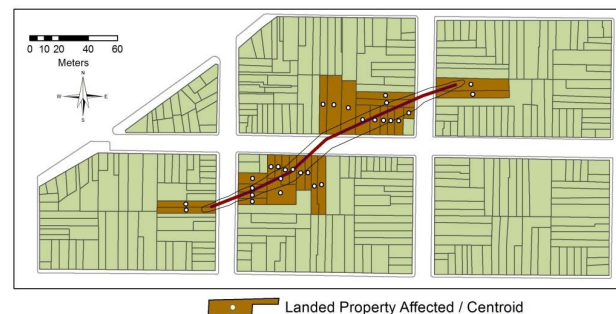 0 10 20 40 60
Meters
N
W E
S
Landed Property Affected / Centroid